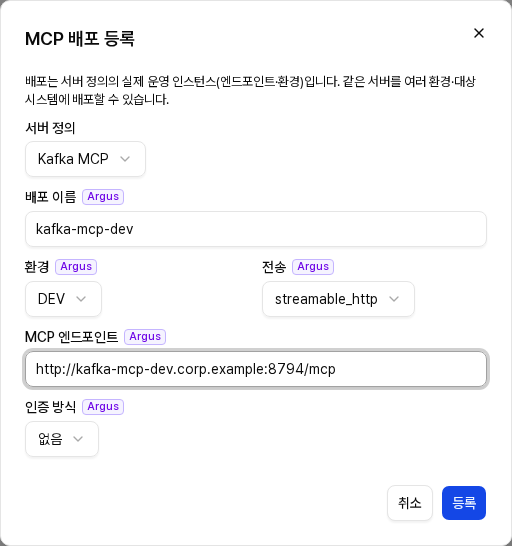 MCP 배포 등록
배포는 서버 정의의 실제 운영 인스턴스(엔드포인트·환경)입니다. 같은 서버를 여러 환경·대상
시스템에 배포할 수 있습니다.
서버 정의
Kafka MCP
배포 이름 Argus
kafka-mcp-dev
환경 Argus 전송 Argus
DEV streamable_http
MCP 엔드포인트 Argus
http://kafka-mcp-dev.corp.example:8794/mcp
인증 방식 Argus
없음
취소 등록